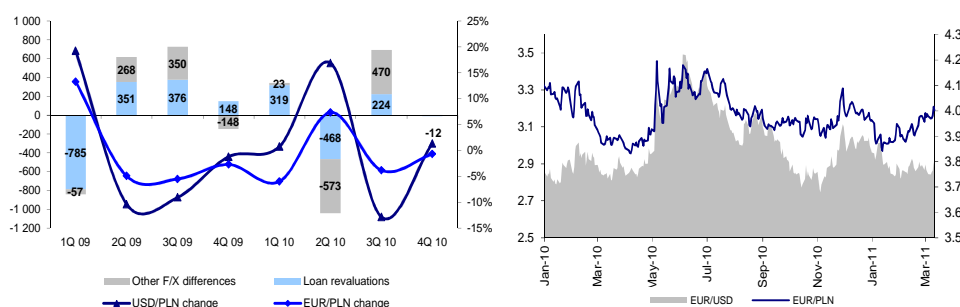 1 000
800
600
400
200
0
-200
-400
-600
-800
-1 000
-1 200
25%
20%
15%
10%
5%
0%
-5%
-10%
-15%
-785
-57
268
351
350
376
148
-148
23
319
-468
-573
470
224
-12
1Q 09
2Q 09
3Q 09
4Q 09
1Q 10
2Q 10
3Q 10
4Q 10
Other F/X differences
Loan revaluations
USD/PLN change
EUR/PLN change
3.5
3.3
3.1
2.9
2.7
2.5
4.3
4.2
4.1
4.0
3.9
3.8
3.7
3.6
3.5
Jan-10
Mar-10
May-10
Jul-10
Sep-10
Nov-10
Jan-11
Mar-11
EUR/USD
EUR/PLN